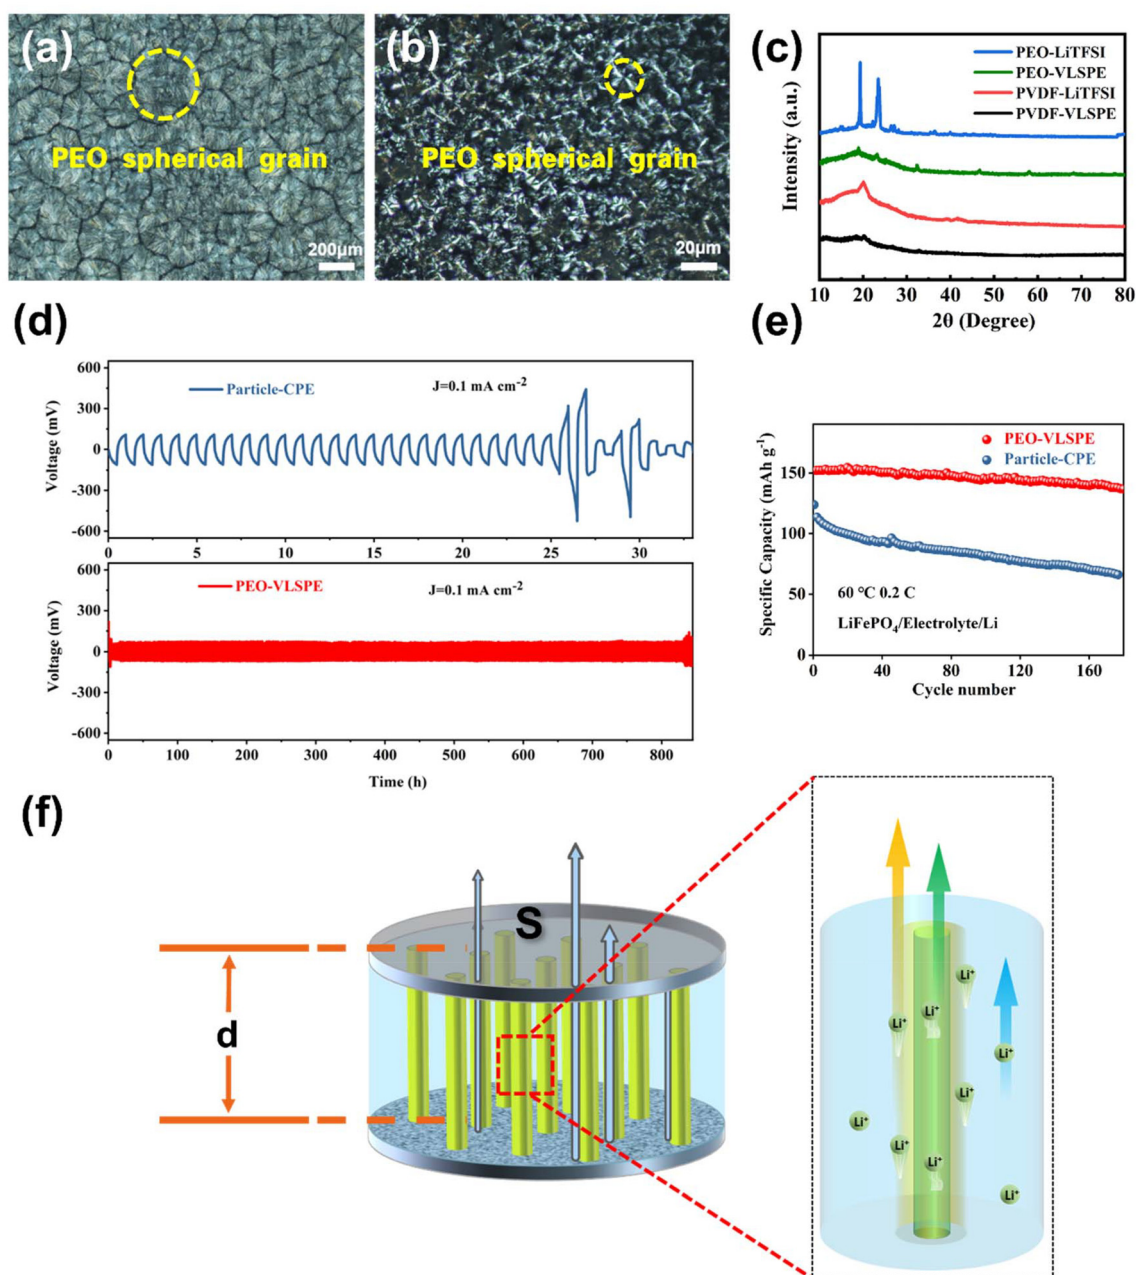 (a)
PEO spherical grain
200μm
(b)
PEO spherical grain
20μm
(c)
Intensity (a.u.)
PEO-LiTFSI
PEO-VLSPE
PVDF-LiTFSI
PVDF-VLSPE
10 20 30 40 50 60 70 80
2θ (Degree)
(d)
Voltage (mV)
600
300
0
-300
-600
Particle-CPE
J=0.1 mA cm⁻²
0 5 10 15 20 25 30
Voltage (mV)
600
300
0
-300
-600
PEO-VLSPE
J=0.1 mA cm⁻²
0 100 200 300 400 500 600 700 800
Time (h)
(e)
Specific Capacity (mAh g⁻¹)
150
100
50
0
PEO-VLSPE
Particle-CPE
60 °C 0.2 C
LiFePO₄/Electrolyte/Li
0 40 80 120 160
Cycle number
(f)
S
d
Li⁺
Li⁺
Li⁺
Li⁺
Li⁺
Li⁺
Li⁺
Li⁺
Li⁺